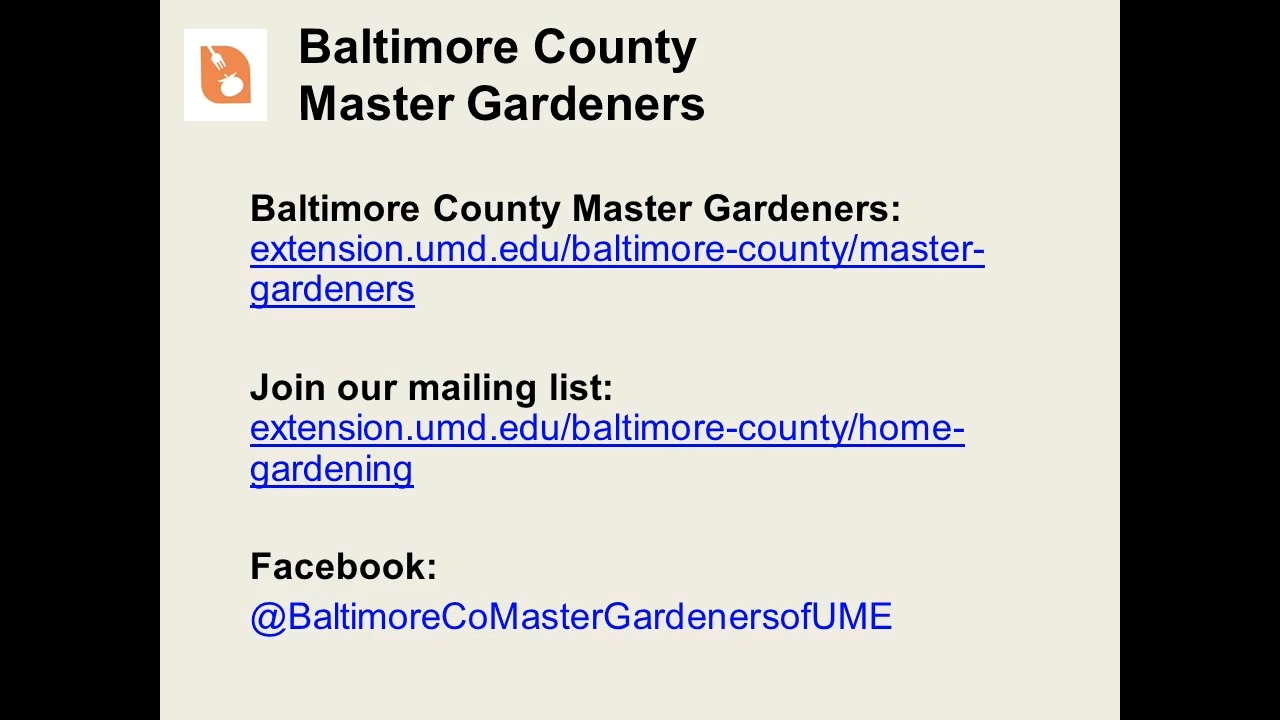 Baltimore County
Master Gardeners
Baltimore County Master Gardeners:
extension.umd.edu/baltimore-county/master-
gardeners
Join our mailing list:
extension.umd.edu/baltimore-county/home-
gardening
Facebook:
@BaltimoreCoMasterGardenersofUME